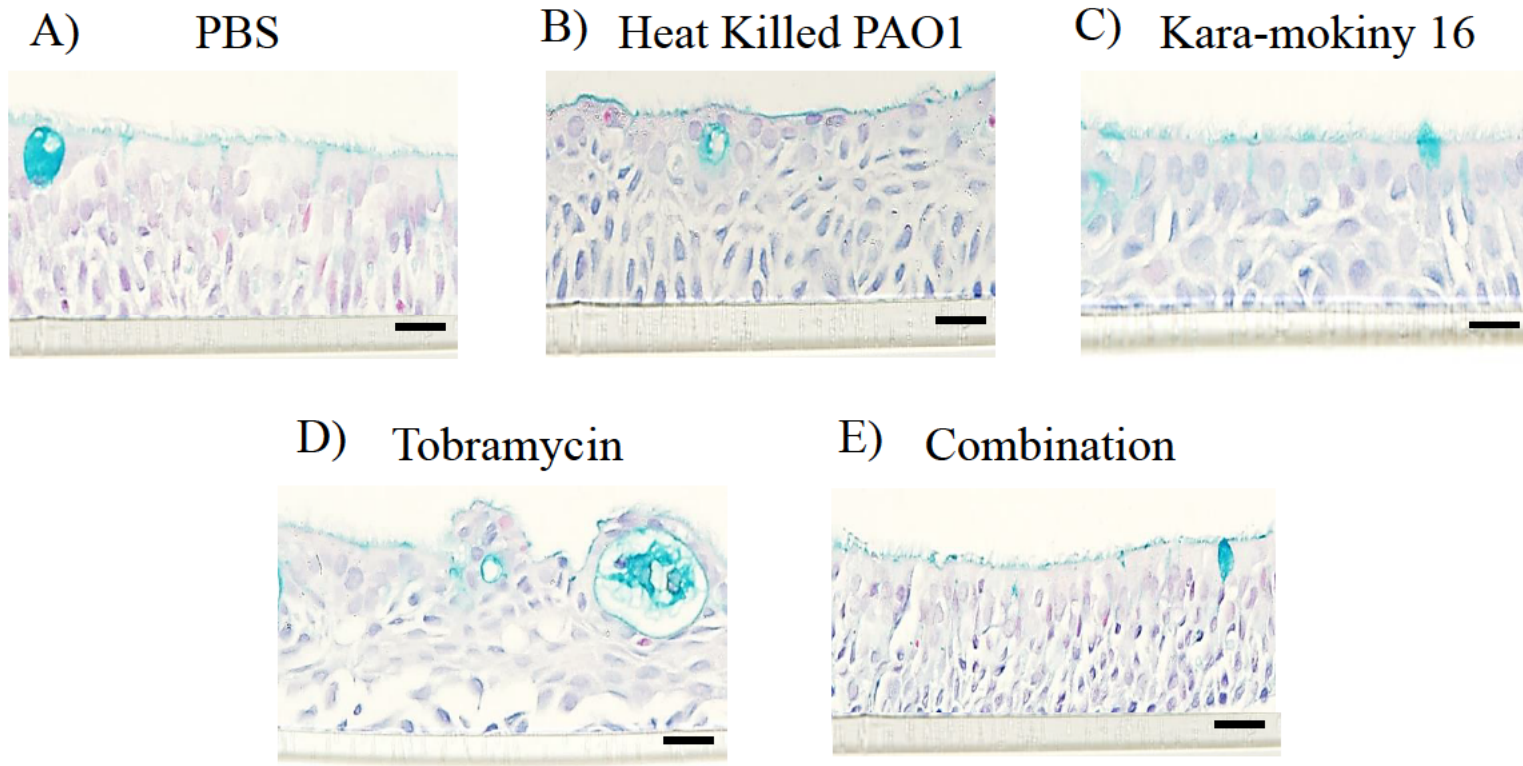 A) PBS
B) Heat Killed PAO1
C) Kara-mokiny 16
D) Tobramycin
E) Combination